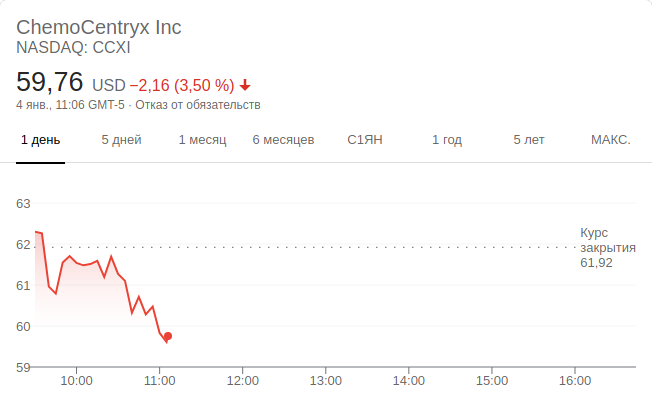 ChemoCentryx Inc
NASDAQ: CCXI
59,76 USD −2,16 (3,50 %)
4 янв., 11:06 GMT-5 · Отказ от обязательств
1 день 5 дней 1 месяц 6 месяцев С1ЯН 1 год 5 лет МАКС.
63
62
61
60
59
Курс
закрытия
61,92
10:00 11:00 12:00 13:00 14:00 15:00 16:00